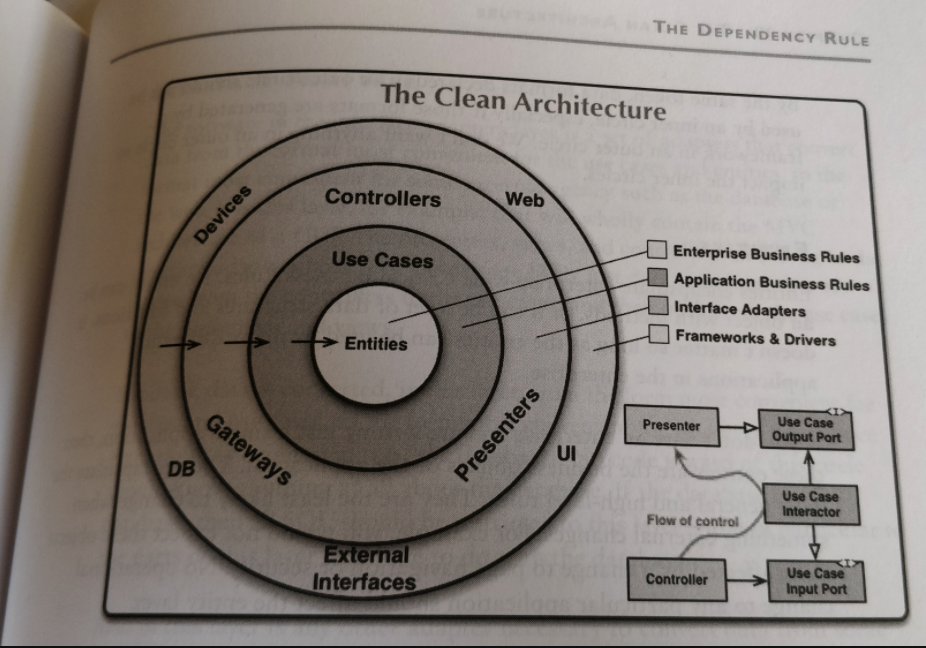 THE DEPENDENCY RULE
The Clean Architecture
Devices
Controllers
Web
Use Cases
Entities
Gateways
Presenters
DB
UI
External
Interfaces
Enterprise Business Rules
Application Business Rules
Interface Adapters
Frameworks & Drivers
Presenter
<I>
Use Case
Output Port
Use Case
Interactor
Flow of control
Controller
<I>
Use Case
Input Port